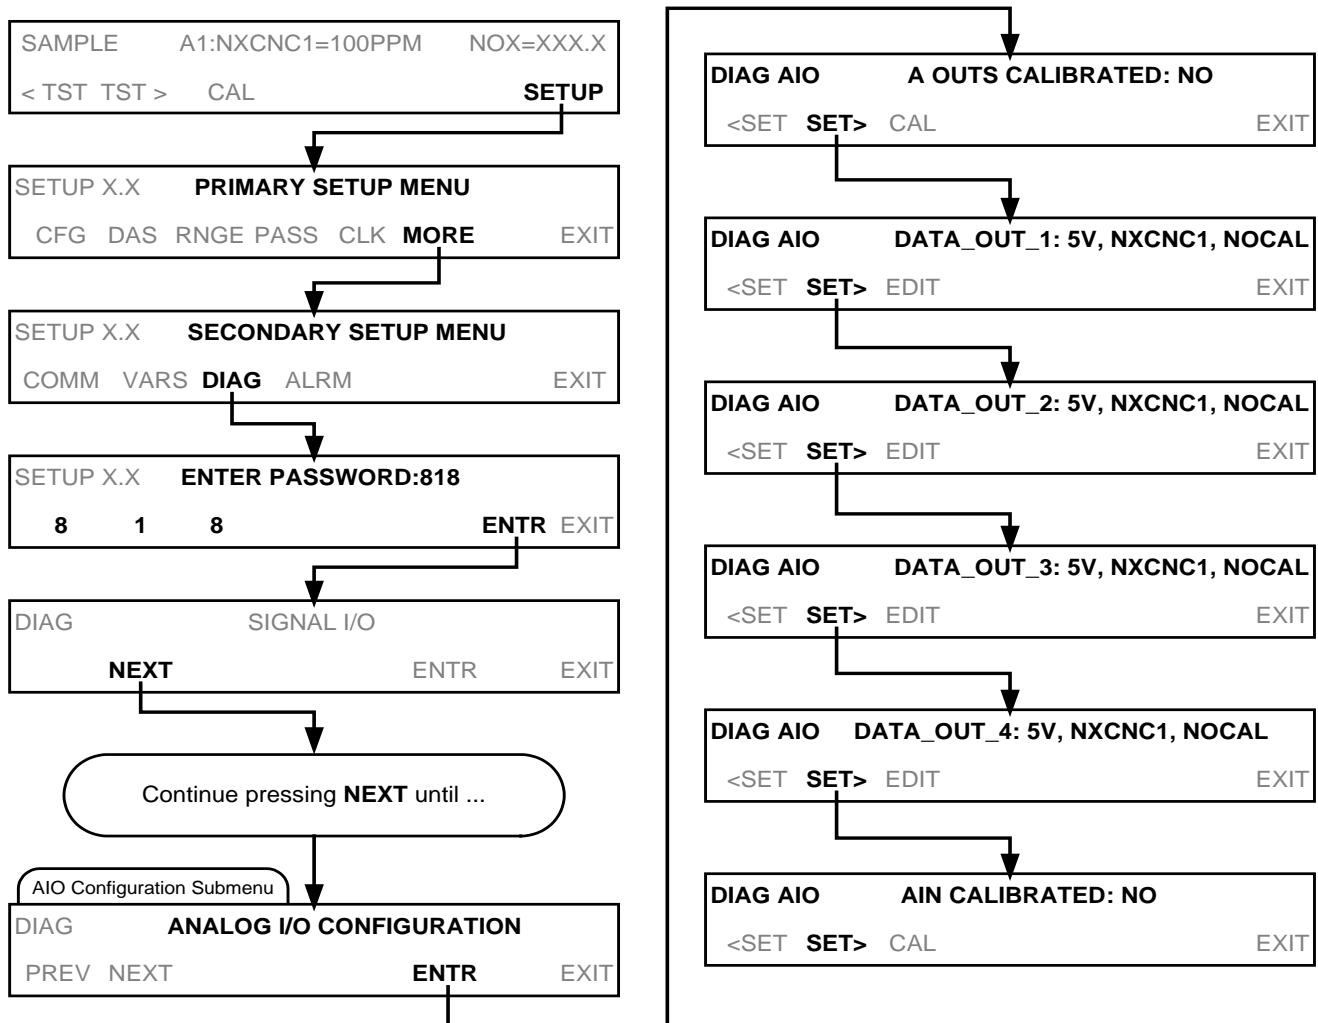 SAMPLE A1:NXCNC1=100PPM NOX=XXX.X
< TST TST > CAL SETUP
SETUP X.X PRIMARY SETUP MENU
CFG DAS RNGE PASS CLK MORE EXIT
SETUP X.X SECONDARY SETUP MENU
COMM VARS DIAG ALRM EXIT
SETUP X.X ENTER PASSWORD:818
8 1 8 ENTR EXIT
DIAG SIGNAL I/O
NEXT ENTR EXIT
Continue pressing NEXT until ...
AIO Configuration Submenu
DIAG ANALOG I/O CONFIGURATION
PREV NEXT ENTR EXIT
DIAG AIO A OUTS CALIBRATED: NO
<SET SET> CAL EXIT
DIAG AIO DATA_OUT_1: 5V, NXCNC1, NOCAL
<SET SET> EDIT EXIT
DIAG AIO DATA_OUT_2: 5V, NXCNC1, NOCAL
<SET SET> EDIT EXIT
DIAG AIO DATA_OUT_3: 5V, NXCNC1, NOCAL
<SET SET> EDIT EXIT
DIAG AIO DATA_OUT_4: 5V, NXCNC1, NOCAL
<SET SET> EDIT EXIT
DIAG AIO AIN CALIBRATED: NO
<SET SET> CAL EXIT